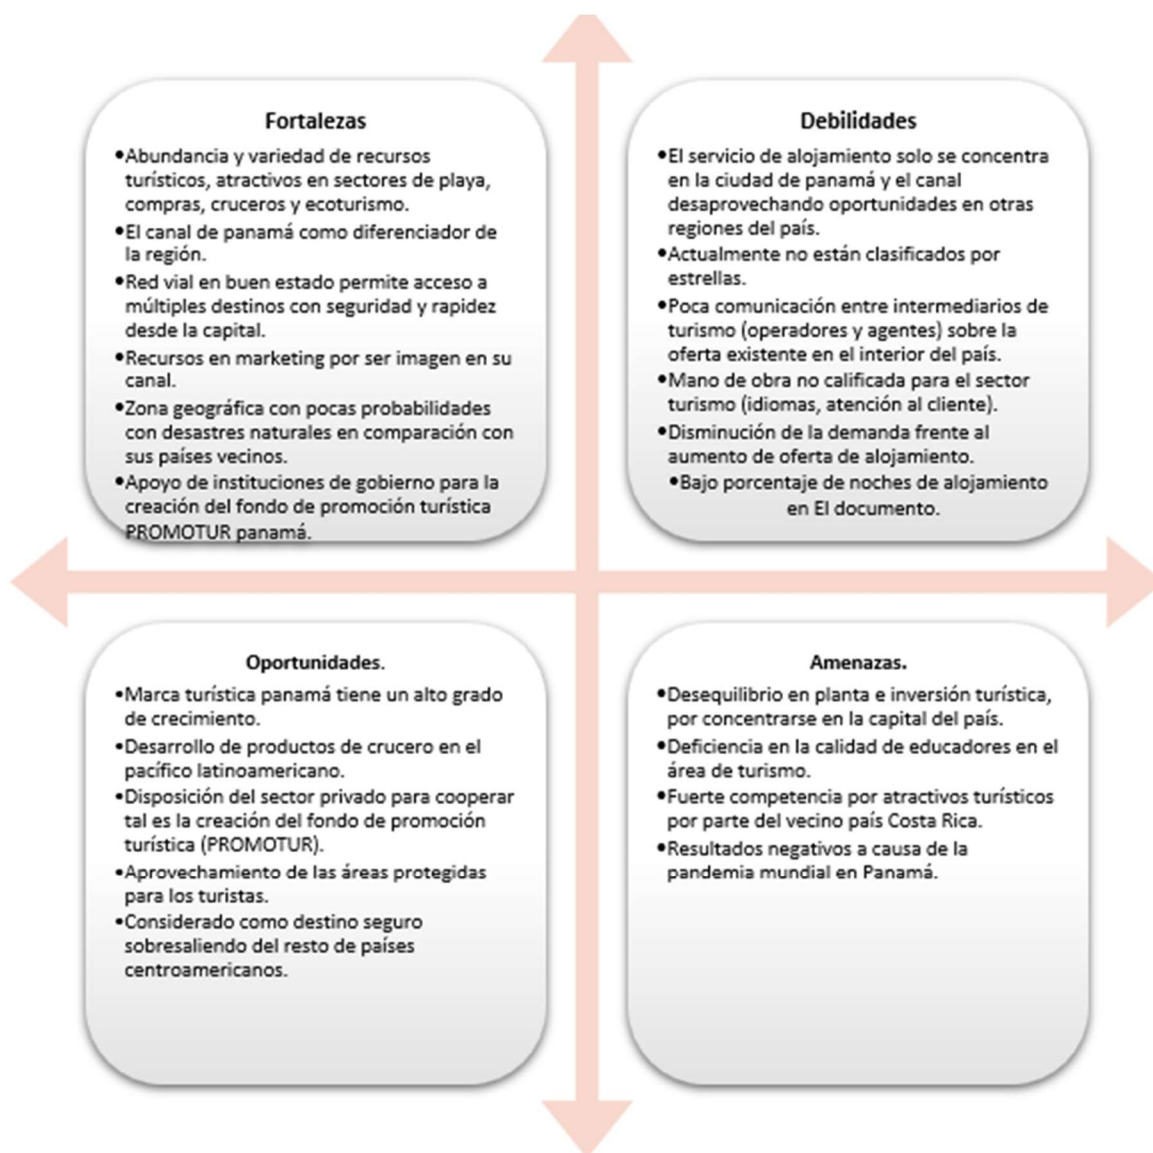 Fortalezas
•Abundancia y variedad de recursos
turísticos, atractivos en sectores de playa,
compras, cruceros y ecoturismo.
•El canal de panamá como diferenciador de
la región.
•Red vial en buen estado permite acceso a
múltiples destinos con seguridad y rapidez
desde la capital.
•Recursos en marketing por ser imagen en su
canal.
•Zona geográfica con pocas probabilidades
con desastres naturales en comparación con
sus países vecinos.
•Apoyo de instituciones de gobierno para la
creación del fondo de promoción turística
PROMOTUR panamá.
Debilidades
•El servicio de alojamiento solo se concentra
en la ciudad de panamá y el canal
desaprovechando oportunidades en otras
regiones del país.
•Actualmente no están clasificados por
estrellas.
•Poca comunicación entre intermediarios de
turismo (operadores y agentes) sobre la
oferta existente en el interior del país.
•Mano de obra no calificada para el sector
turismo (idiomas, atención al cliente).
•Disminución de la demanda frente al
aumento de oferta de alojamiento.
•Bajo porcentaje de noches de alojamiento
en El documento.
Oportunidades.
•Marca turística panamá tiene un alto grado
de crecimiento.
•Desarrollo de productos de crucero en el
pacífico latinoamericano.
•Disposición del sector privado para cooperar
tal es la creación del fondo de promoción
turística (PROMOTUR).
•Aprovechamiento de las áreas protegidas
para los turistas.
•Considerado como destino seguro
sobresaliendo del resto de países
centroamericanos.
Amenazas.
•Desequilibrio en planta e inversión turística,
por concentrarse en la capital del país.
•Deficiencia en la calidad de educadores en el
área de turismo.
•Fuerte competencia por atractivos turísticos
por parte del vecino país Costa Rica.
•Resultados negativos a causa de la
pandemia mundial en Panamá.